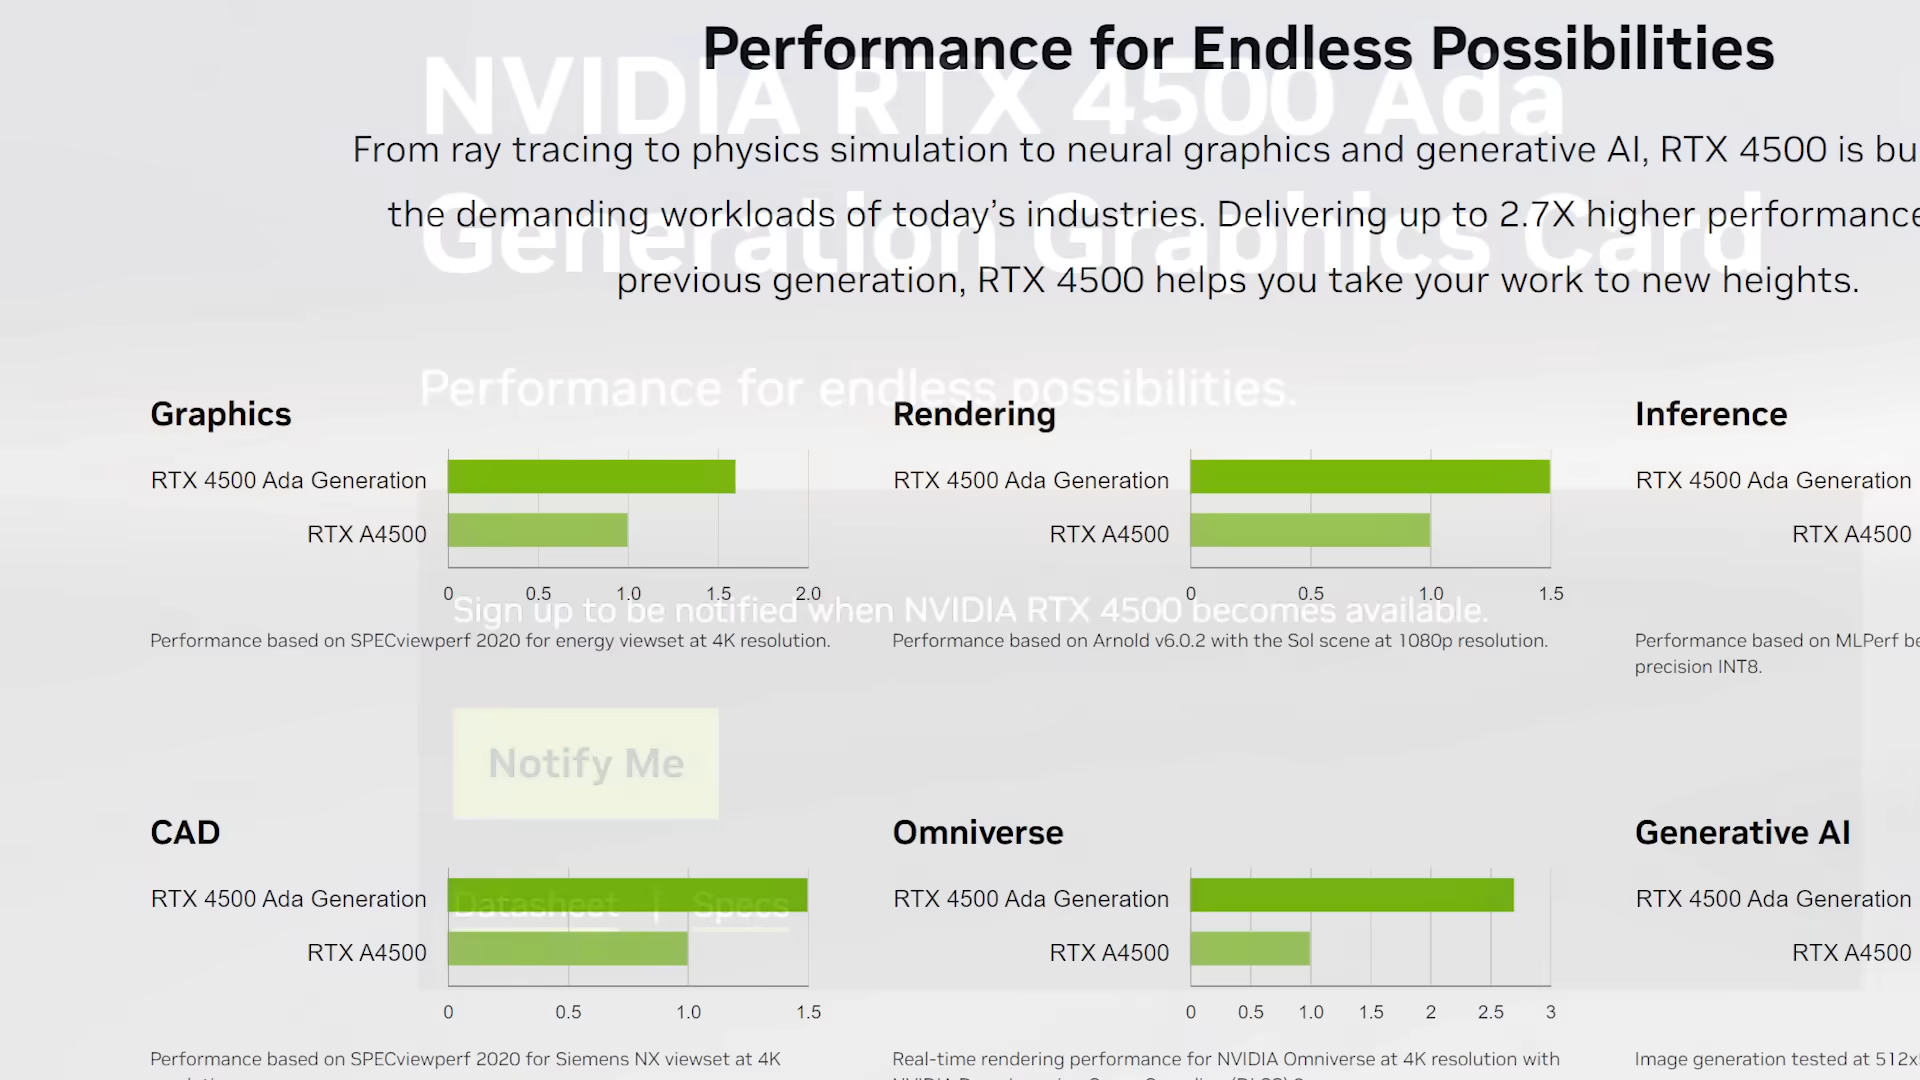 Performance for Endless Possibilities
NVIDIA RTX 4500 Ada
Generation Graphics Card
From ray tracing to physics simulation to neural graphics and generative AI, RTX 4500 is
the demanding workloads of today's industries. Delivering up to 2.7X higher performance
previous generation, RTX 4500 helps you take your work to new heights.
Performance for endless possibilities.
Graphics
RTX 4500 Ada Generation
RTX A4500
0 0.5 1.0 1.5 2.0
Performance based on SPECviewperf 2020 for energy viewset at 4K resolution.
Rendering
RTX 4500 Ada Generation
RTX A4500
0 0.5 1.0 1.5
Performance based on Arnold v6.0.2 with the Sol scene at 1080p resolution.
Inference
RTX 4500 Ada Generation
RTX A4500
Performance based on MLPerf
precision INT8.
Sign up to be notified when NVIDIA RTX 4500 becomes available.
Notify Me
Datasheet | Specs
CAD
RTX 4500 Ada Generation
RTX A4500
0 0.5 1.0 1.5
Performance based on SPECviewperf 2020 for Siemens NX viewset at 4K
Omniverse
RTX 4500 Ada Generation
RTX A4500
0 0.5 1.0 1.5 2 2.5 3
Real-time rendering performance for NVIDIA Omniverse at 4K resolution with
Generative AI
RTX 4500 Ada Generation
RTX A4500
Image generation tested at